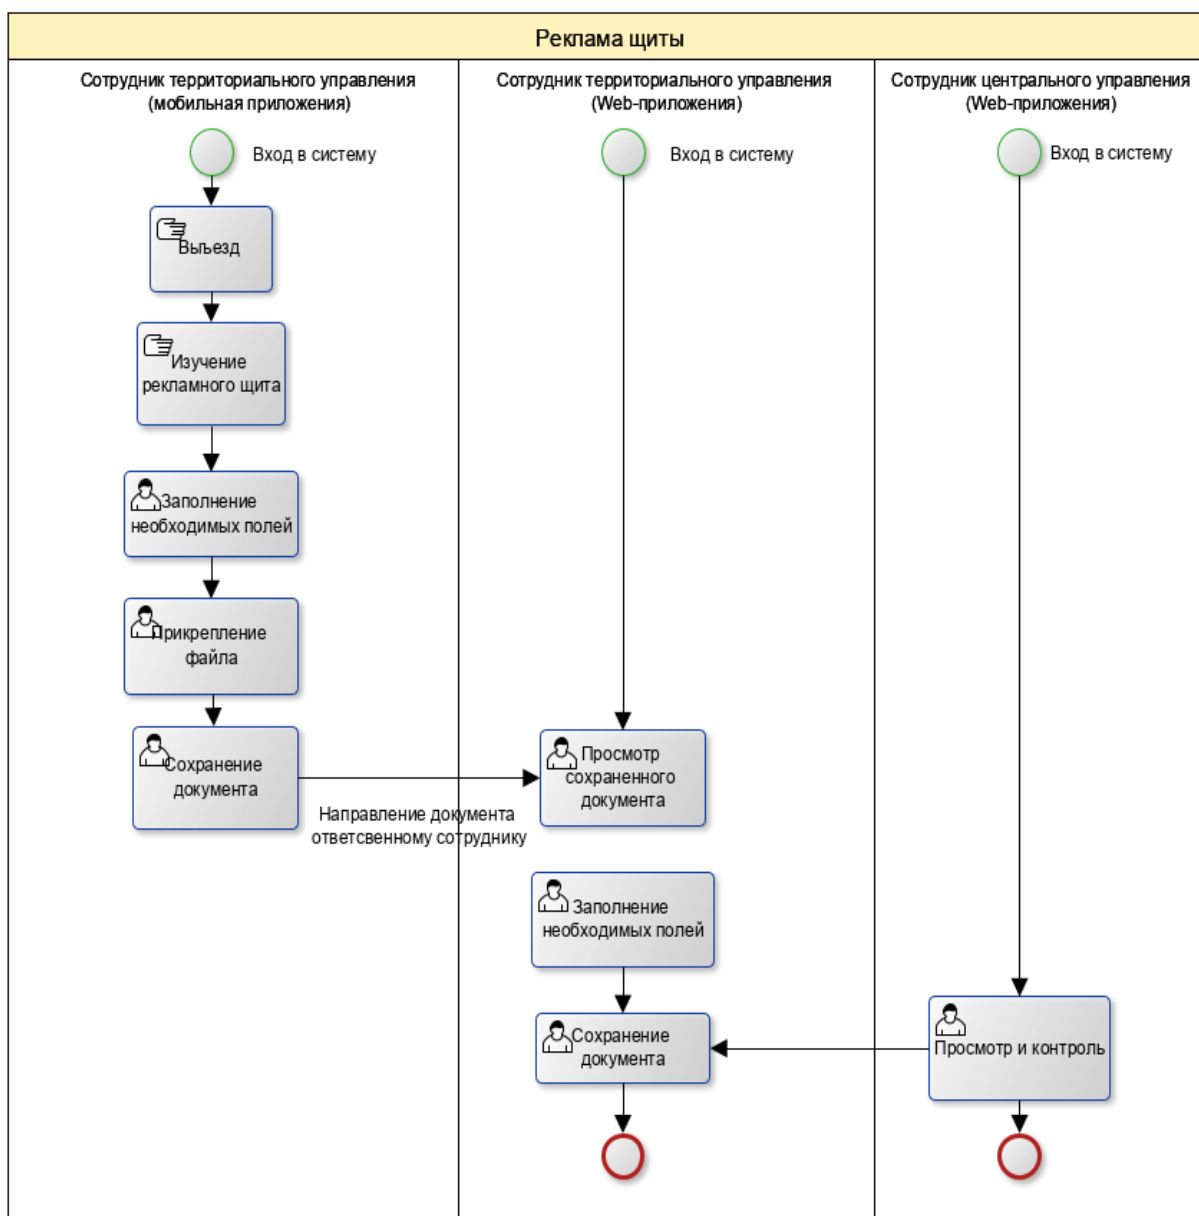 Реклама щиты
Сотрудник территориального управления
(мобильная приложения)
Вход в систему
Выъезд
Изучение
рекламного щита
Заполнение
необходимых полей
Прикрепление
файла
Сохранение
документа
Направление документа
ответсвенному сотруднику
Сотрудник территориального управления
(Web-приложения)
Вход в систему
Просмотр
сохраненного
документа
Заполнение
необходимых полей
Сохранение
документа
Сотрудник центрального управления
(Web-приложения)
Вход в систему
Просмотр и контроль